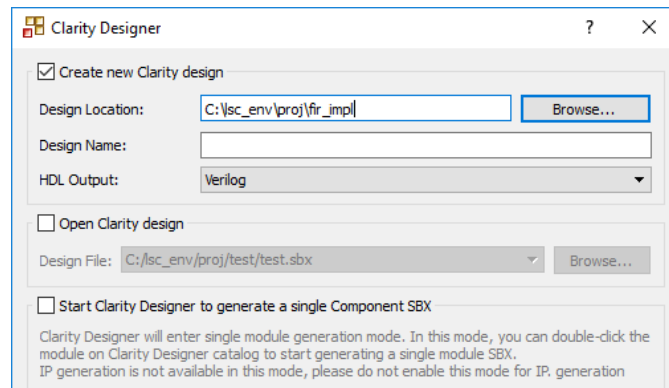 Clarity Designer
Create new Clarity design
Design Location: C:\lsc_env\proj\fir_impl Browse...
Design Name:
HDL Output: Verilog
Open Clarity design
Design File: C:/lsc_env/proj/test/test.sbx Browse...
Start Clarity Designer to generate a single Component SBX
Clarity Designer will enter single module generation mode. In this mode, you can double-click the
module on Clarity Designer catalog to start generating a single module SBX.
IP generation is not available in this mode, please do not enable this mode for IP. generation